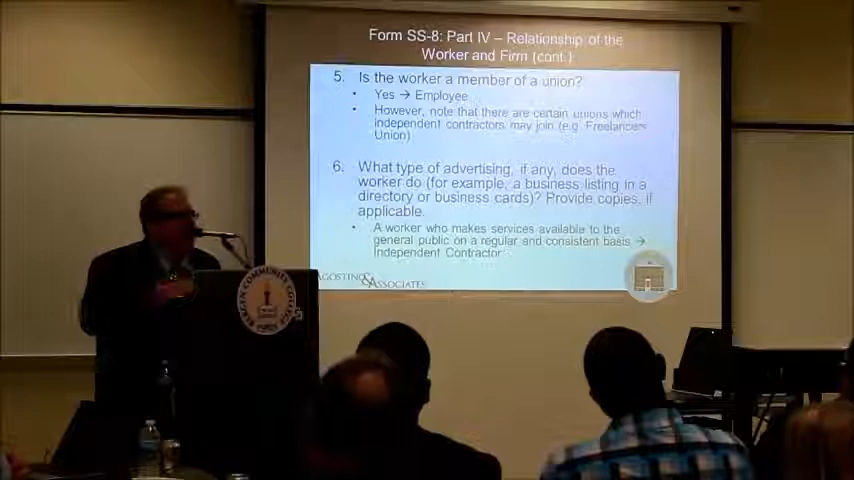 Form SS-8: Part IV – Relationship of the
Worker and Firm (cont.)
5. Is the worker a member of a union?
• Yes → Employee
• However, note that there are certain unions which
independent contractors may join (e.g. Freelancers
Union)
6. What type of advertising, if any, does the
worker do (for example, a business listing in a
directory or business cards)? Provide copies, if
applicable.
• A worker who makes services available to the
general public on a regular and consistent basis →
Independent Contractor
AGOSTINO & ASSOCIATES
BERGEN COMMUNITY COLLEGE